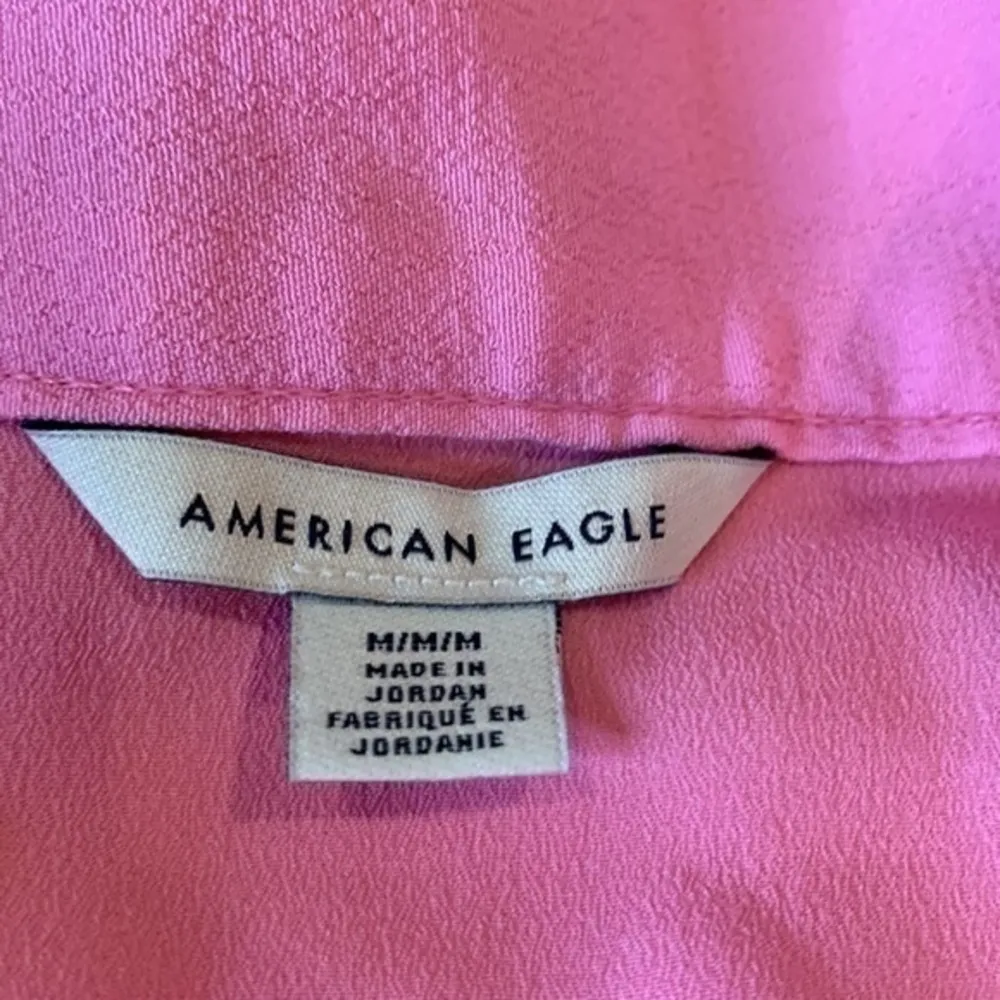 AMERICAN EAGLE
M/M/M
MADE IN
JORDAN
FABRIQUÉ EN
JORDANIE